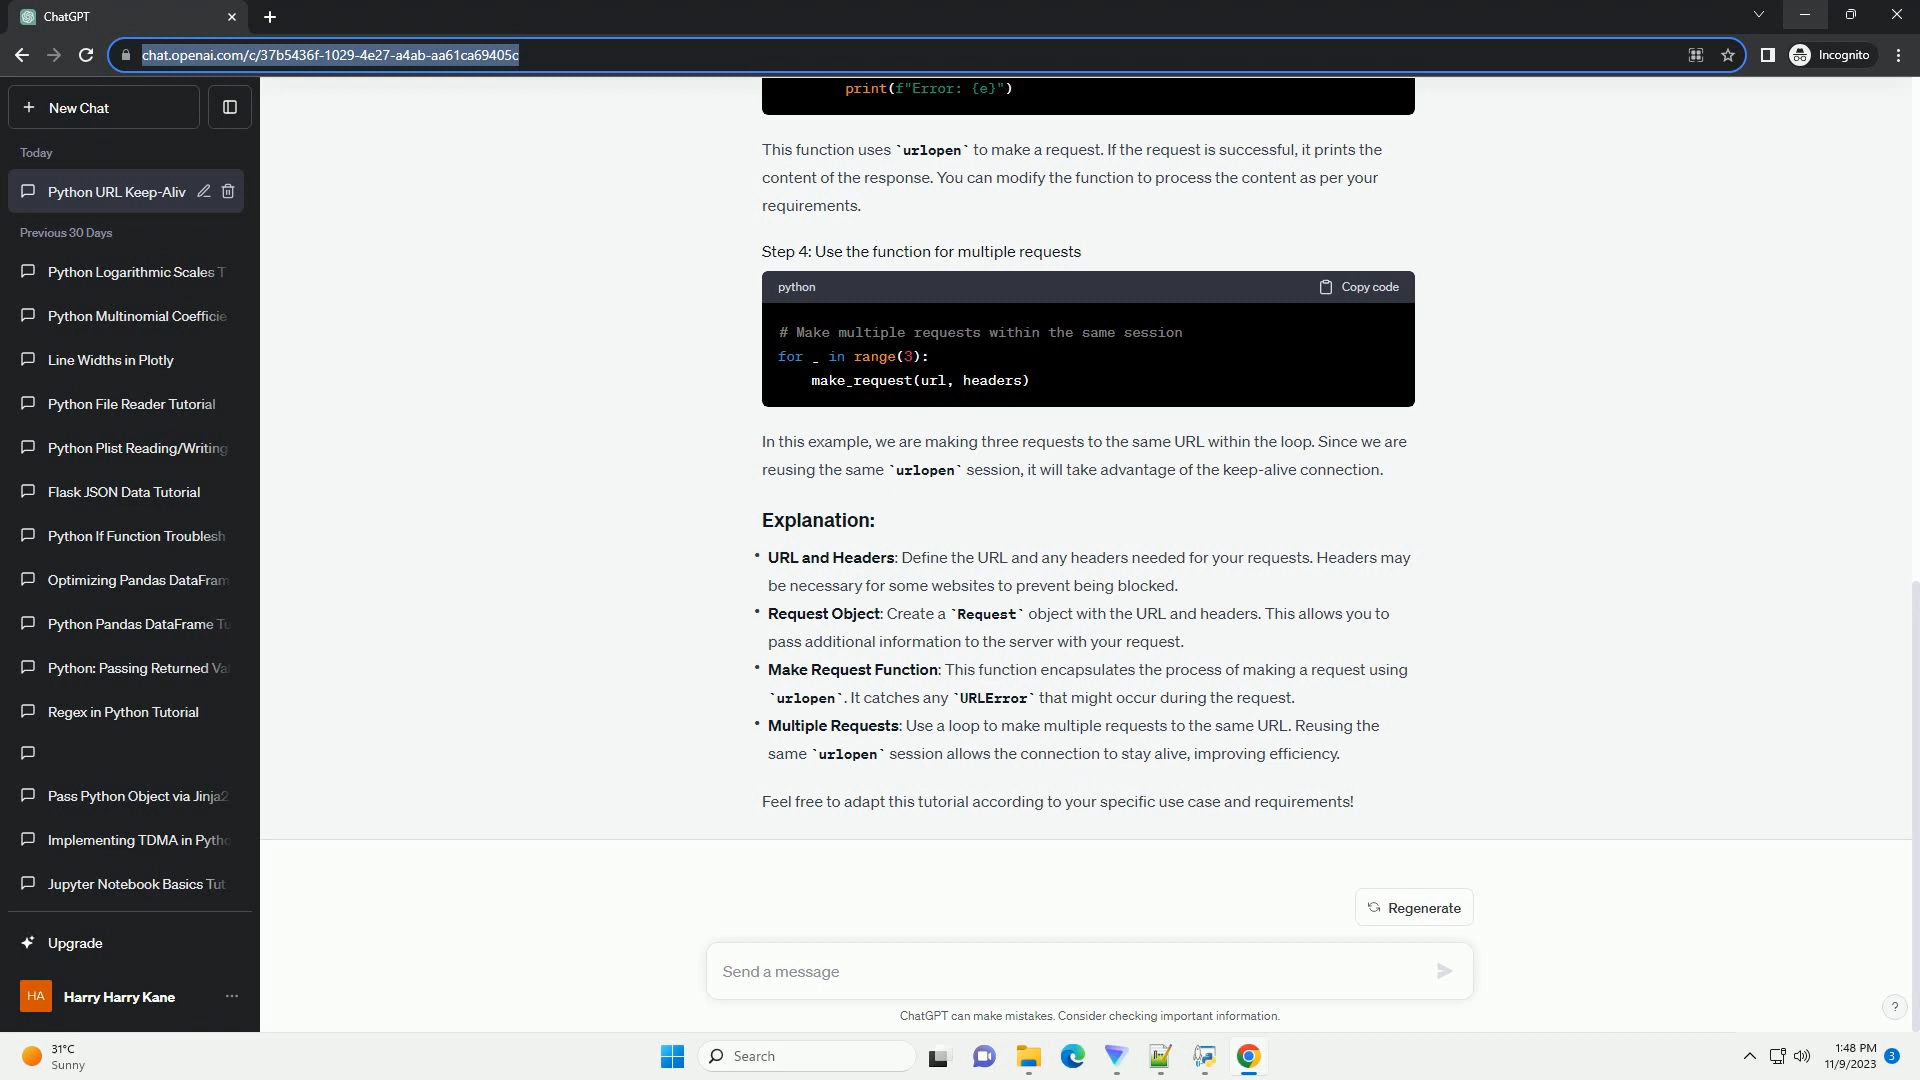 ChatGPT
chat.openai.com/c/37b5436f-1029-4e27-a4ab-aa61ca69405c
Incognito
New Chat
Today
Python URL Keep-Aliv
Previous 30 Days
Python Logarithmic Scales T
Python Multinomial Coefficie
Line Widths in Plotly
Python File Reader Tutorial
Python Plist Reading/Writing
Flask JSON Data Tutorial
Python If Function Troublesh
Optimizing Pandas DataFram
Python Pandas DataFrame Tu
Python: Passing Returned Val
Regex in Python Tutorial
Pass Python Object via Jinja2
Implementing TDMA in Pytho
Jupyter Notebook Basics Tut
Upgrade
HA
Harry Harry Kane
print(f"Error: {e}")
This function uses `urlopen` to make a request. If the request is successful, it prints the
content of the response. You can modify the function to process the content as per your
requirements.
Step 4: Use the function for multiple requests
python
Copy code
# Make multiple requests within the same session
for _ in range(3):
make_request(url, headers)
In this example, we are making three requests to the same URL within the loop. Since we are
reusing the same `urlopen` session, it will take advantage of the keep-alive connection.
Explanation:
• URL and Headers: Define the URL and any headers needed for your requests. Headers may
be necessary for some websites to prevent being blocked.
• Request Object: Create a `Request` object with the URL and headers. This allows you to
pass additional information to the server with your request.
• Make Request Function: This function encapsulates the process of making a request using
`urlopen`. It catches any `URLError` that might occur during the request.
• Multiple Requests: Use a loop to make multiple requests to the same URL. Reusing the
same `urlopen` session allows the connection to stay alive, improving efficiency.
Feel free to adapt this tutorial according to your specific use case and requirements!
Regenerate
Send a message
ChatGPT can make mistakes. Consider checking important information.
?
31°C
Sunny
Search
1:48 PM
11/9/2023
3